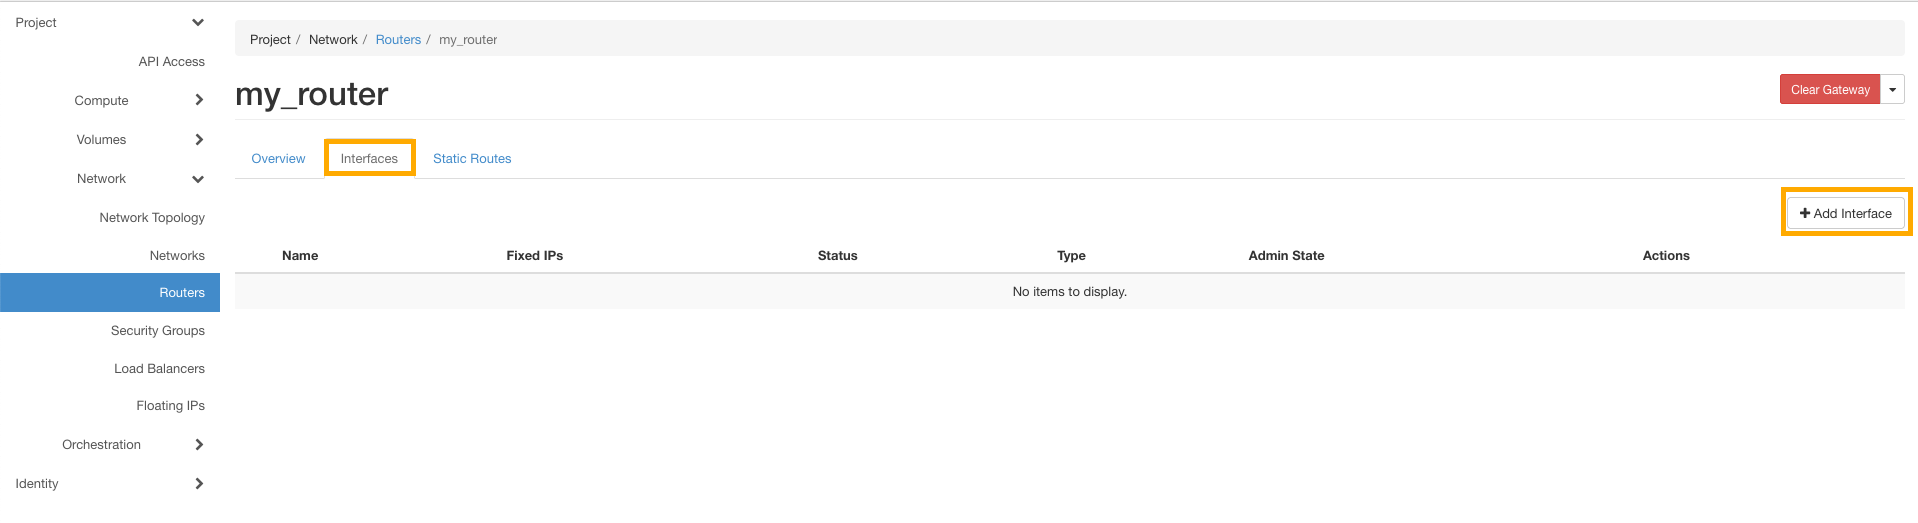 Project
API Access
Compute
Volumes
Network
Network Topology
Networks
Routers
Security Groups
Load Balancers
Floating IPs
Orchestration
Identity
Project / Network / Routers / my_router
my_router
Clear Gateway
Overview Interfaces Static Routes
+ Add Interface
Name Fixed IPs Status Type Admin State Actions
No items to display.